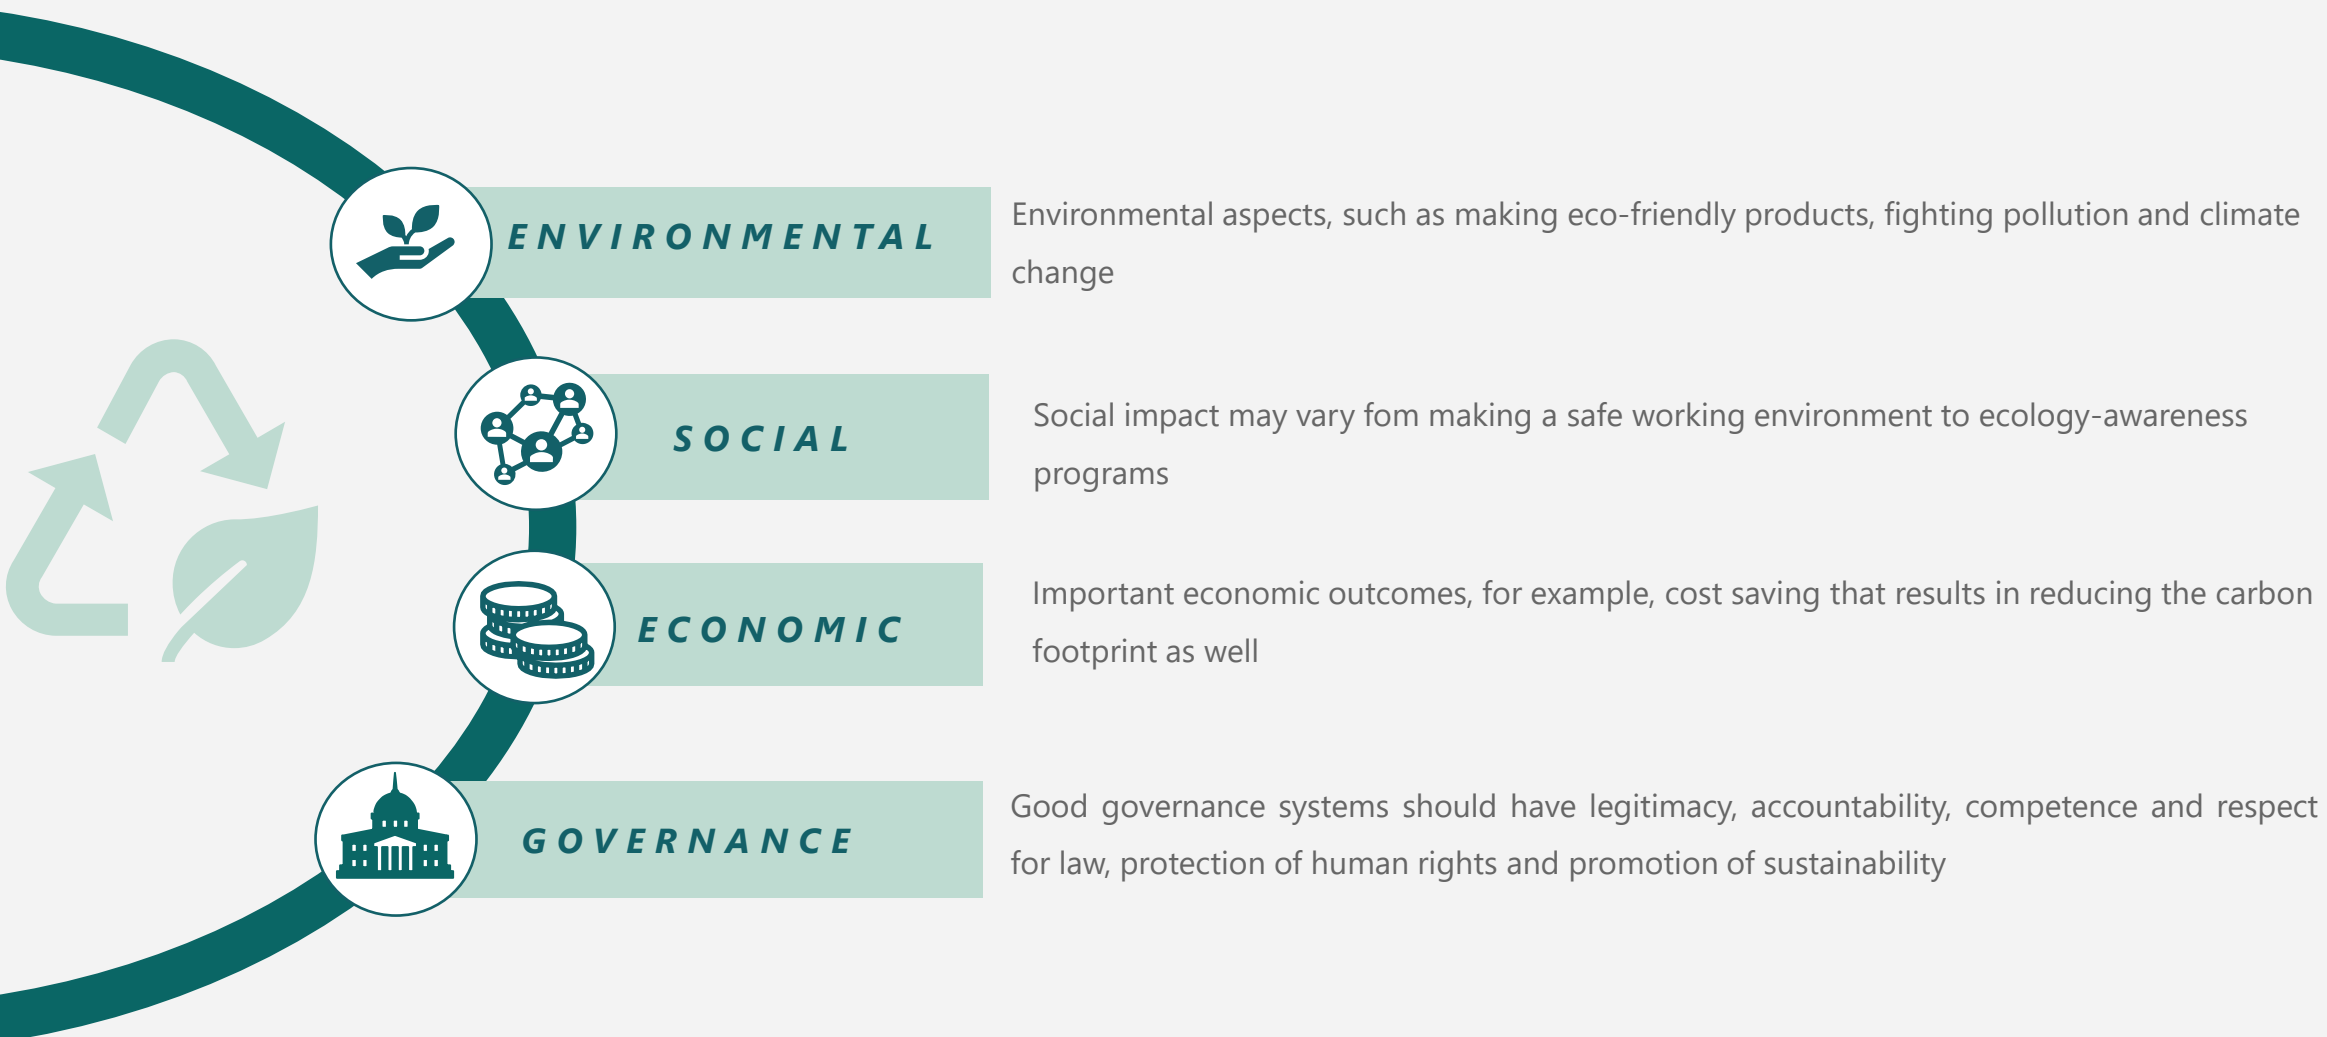 ENVIRONMENTAL
Environmental aspects, such as making eco-friendly products, fighting pollution and climate
change
SOCIAL
Social impact may vary fom making a safe working environment to ecology-awareness
programs
ECONOMIC
Important economic outcomes, for example, cost saving that results in reducing the carbon
footprint as well
GOVERNANCE
Good governance systems should have legitimacy, accountability, competence and respect
for law, protection of human rights and promotion of sustainability